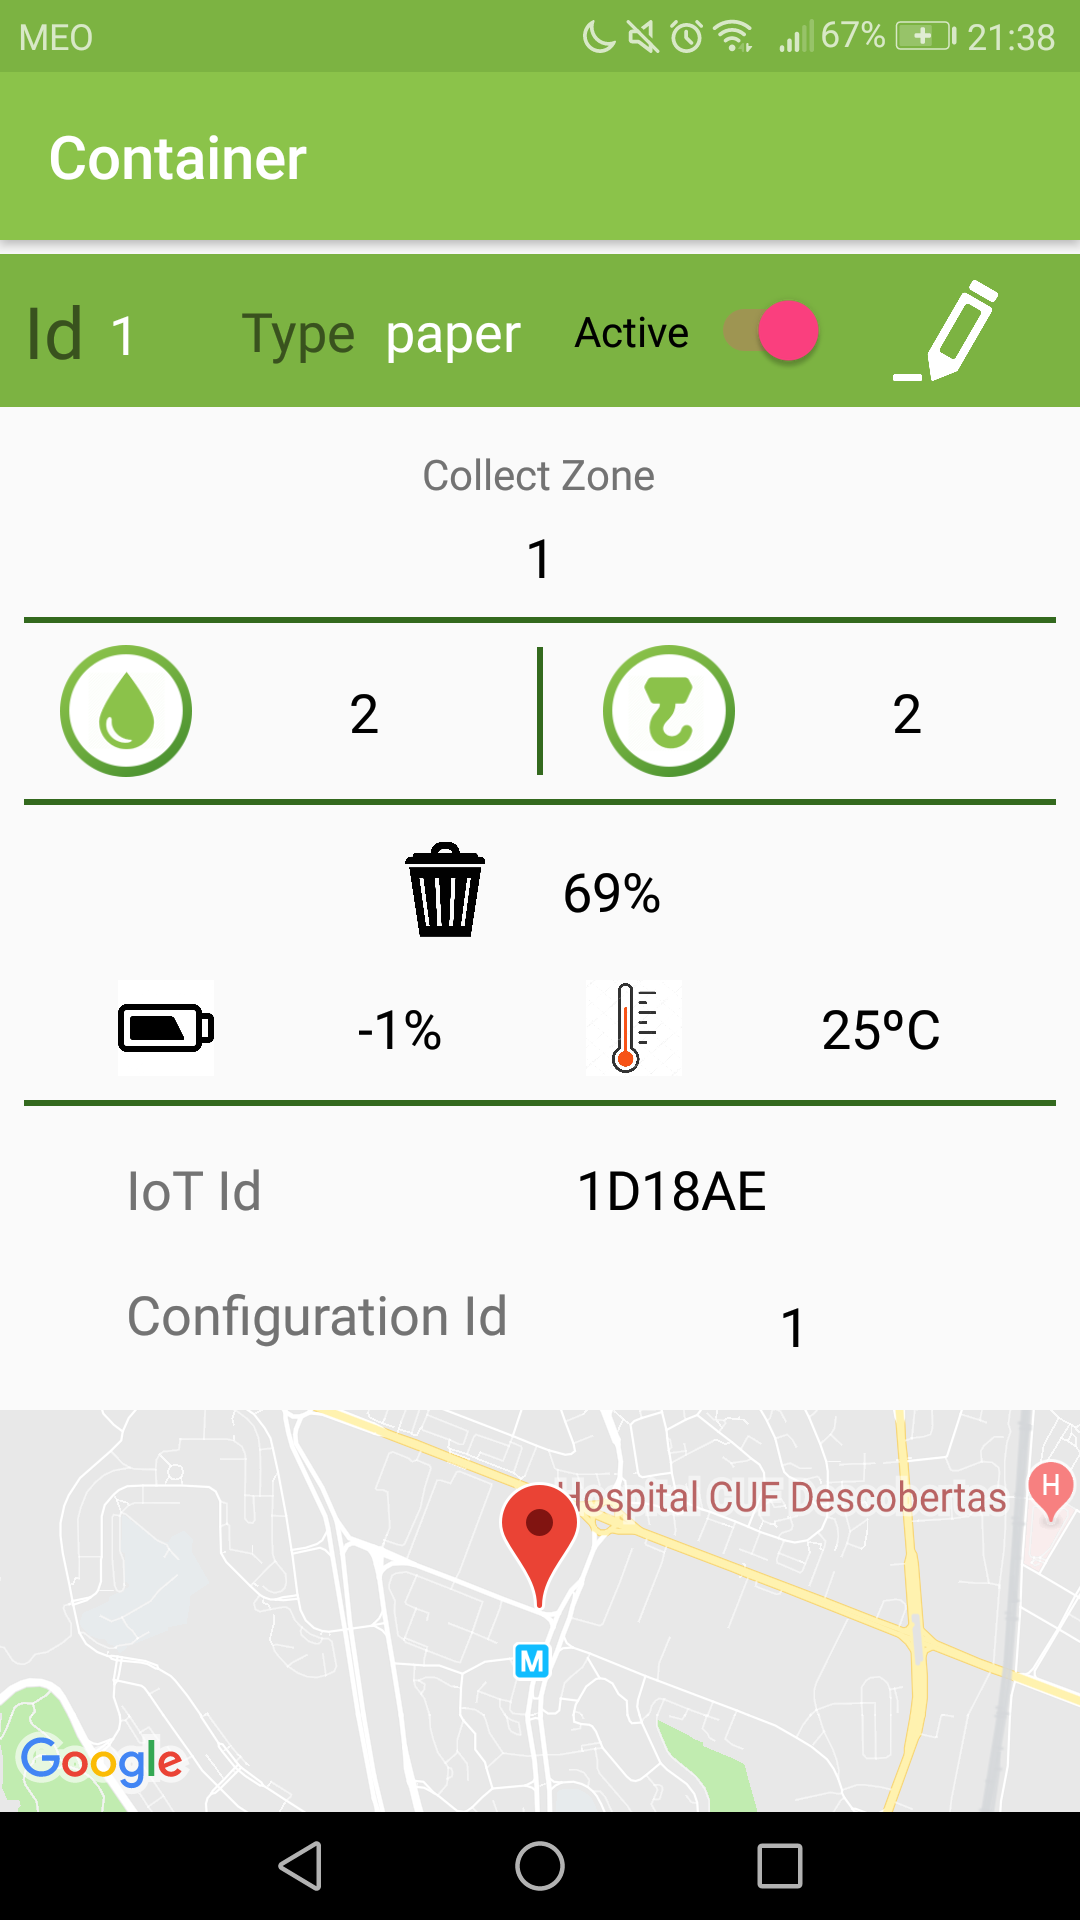 MEO 67% 21:38
Container
Id 1 Type paper Active
Collect Zone
1
2 2
69%
-1% 25ºC
IoT Id 1D18AE
Configuration Id 1
Hospital CUF Descobertas H
M
Google